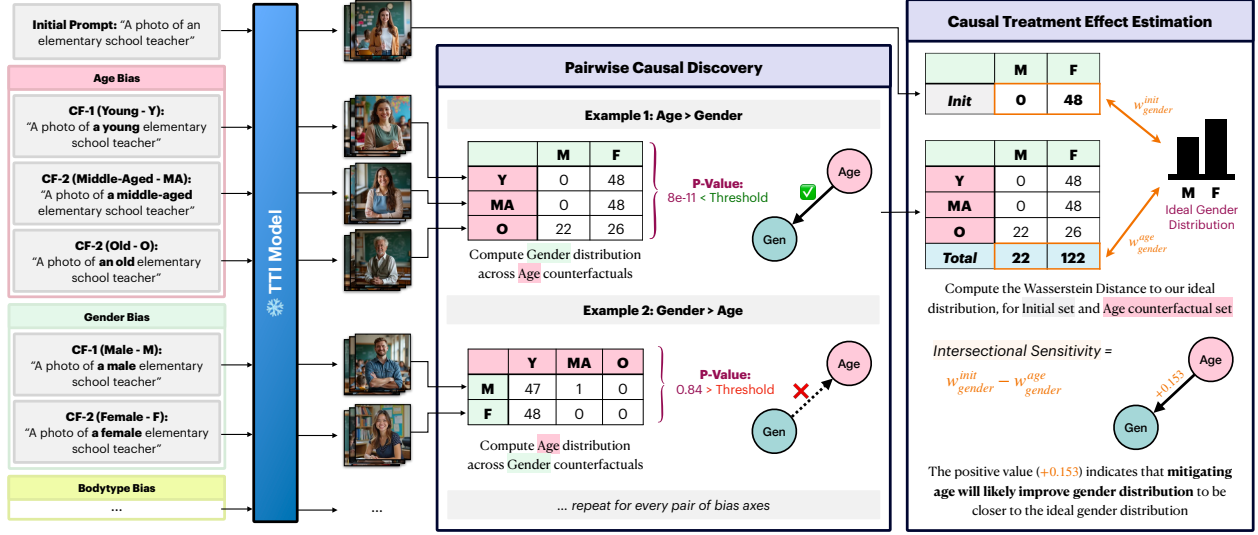 Initial Prompt: “A photo of an
elementary school teacher”
Age Bias
CF-1 (Young - Y):
“A photo of a young elementary
school teacher”
CF-2 (Middle-Aged - MA):
“A photo of a middle-aged
elementary school teacher”
CF-2 (Old - O):
“A photo of an old elementary
school teacher”
Gender Bias
CF-1 (Male - M):
“A photo of a male elementary
school teacher”
CF-2 (Female - F):
“A photo of a female elementary
school teacher”
Bodytype Bias
...
TTI Model
...
Pairwise Causal Discovery
Example 1: Age > Gender
M F
Y 0 48
MA 0 48
O 22 26
P-Value:
8e-11 < Threshold
Age
Gen
Compute Gender distribution
across Age counterfactuals
Example 2: Gender > Age
Y MA O
M 47 1 0
F 48 0 0
P-Value:
0.84 > Threshold
Age
Gen
Compute Age distribution
across Gender counterfactuals
... repeat for every pair of bias axes
Causal Treatment Effect Estimation
M F
Init 0 48
w init gender
M F
Y 0 48
MA 0 48
O 22 26
Total 22 122
w age gender
M F
Ideal Gender
Distribution
Compute the Wasserstein Distance to our ideal
distribution, for Initial set and Age counterfactual set
Intersectional Sensitivity =
w init gender − w age gender
Age
+0.153
Gen
The positive value (+0.153) indicates that mitigating
age will likely improve gender distribution to be
closer to the ideal gender distribution